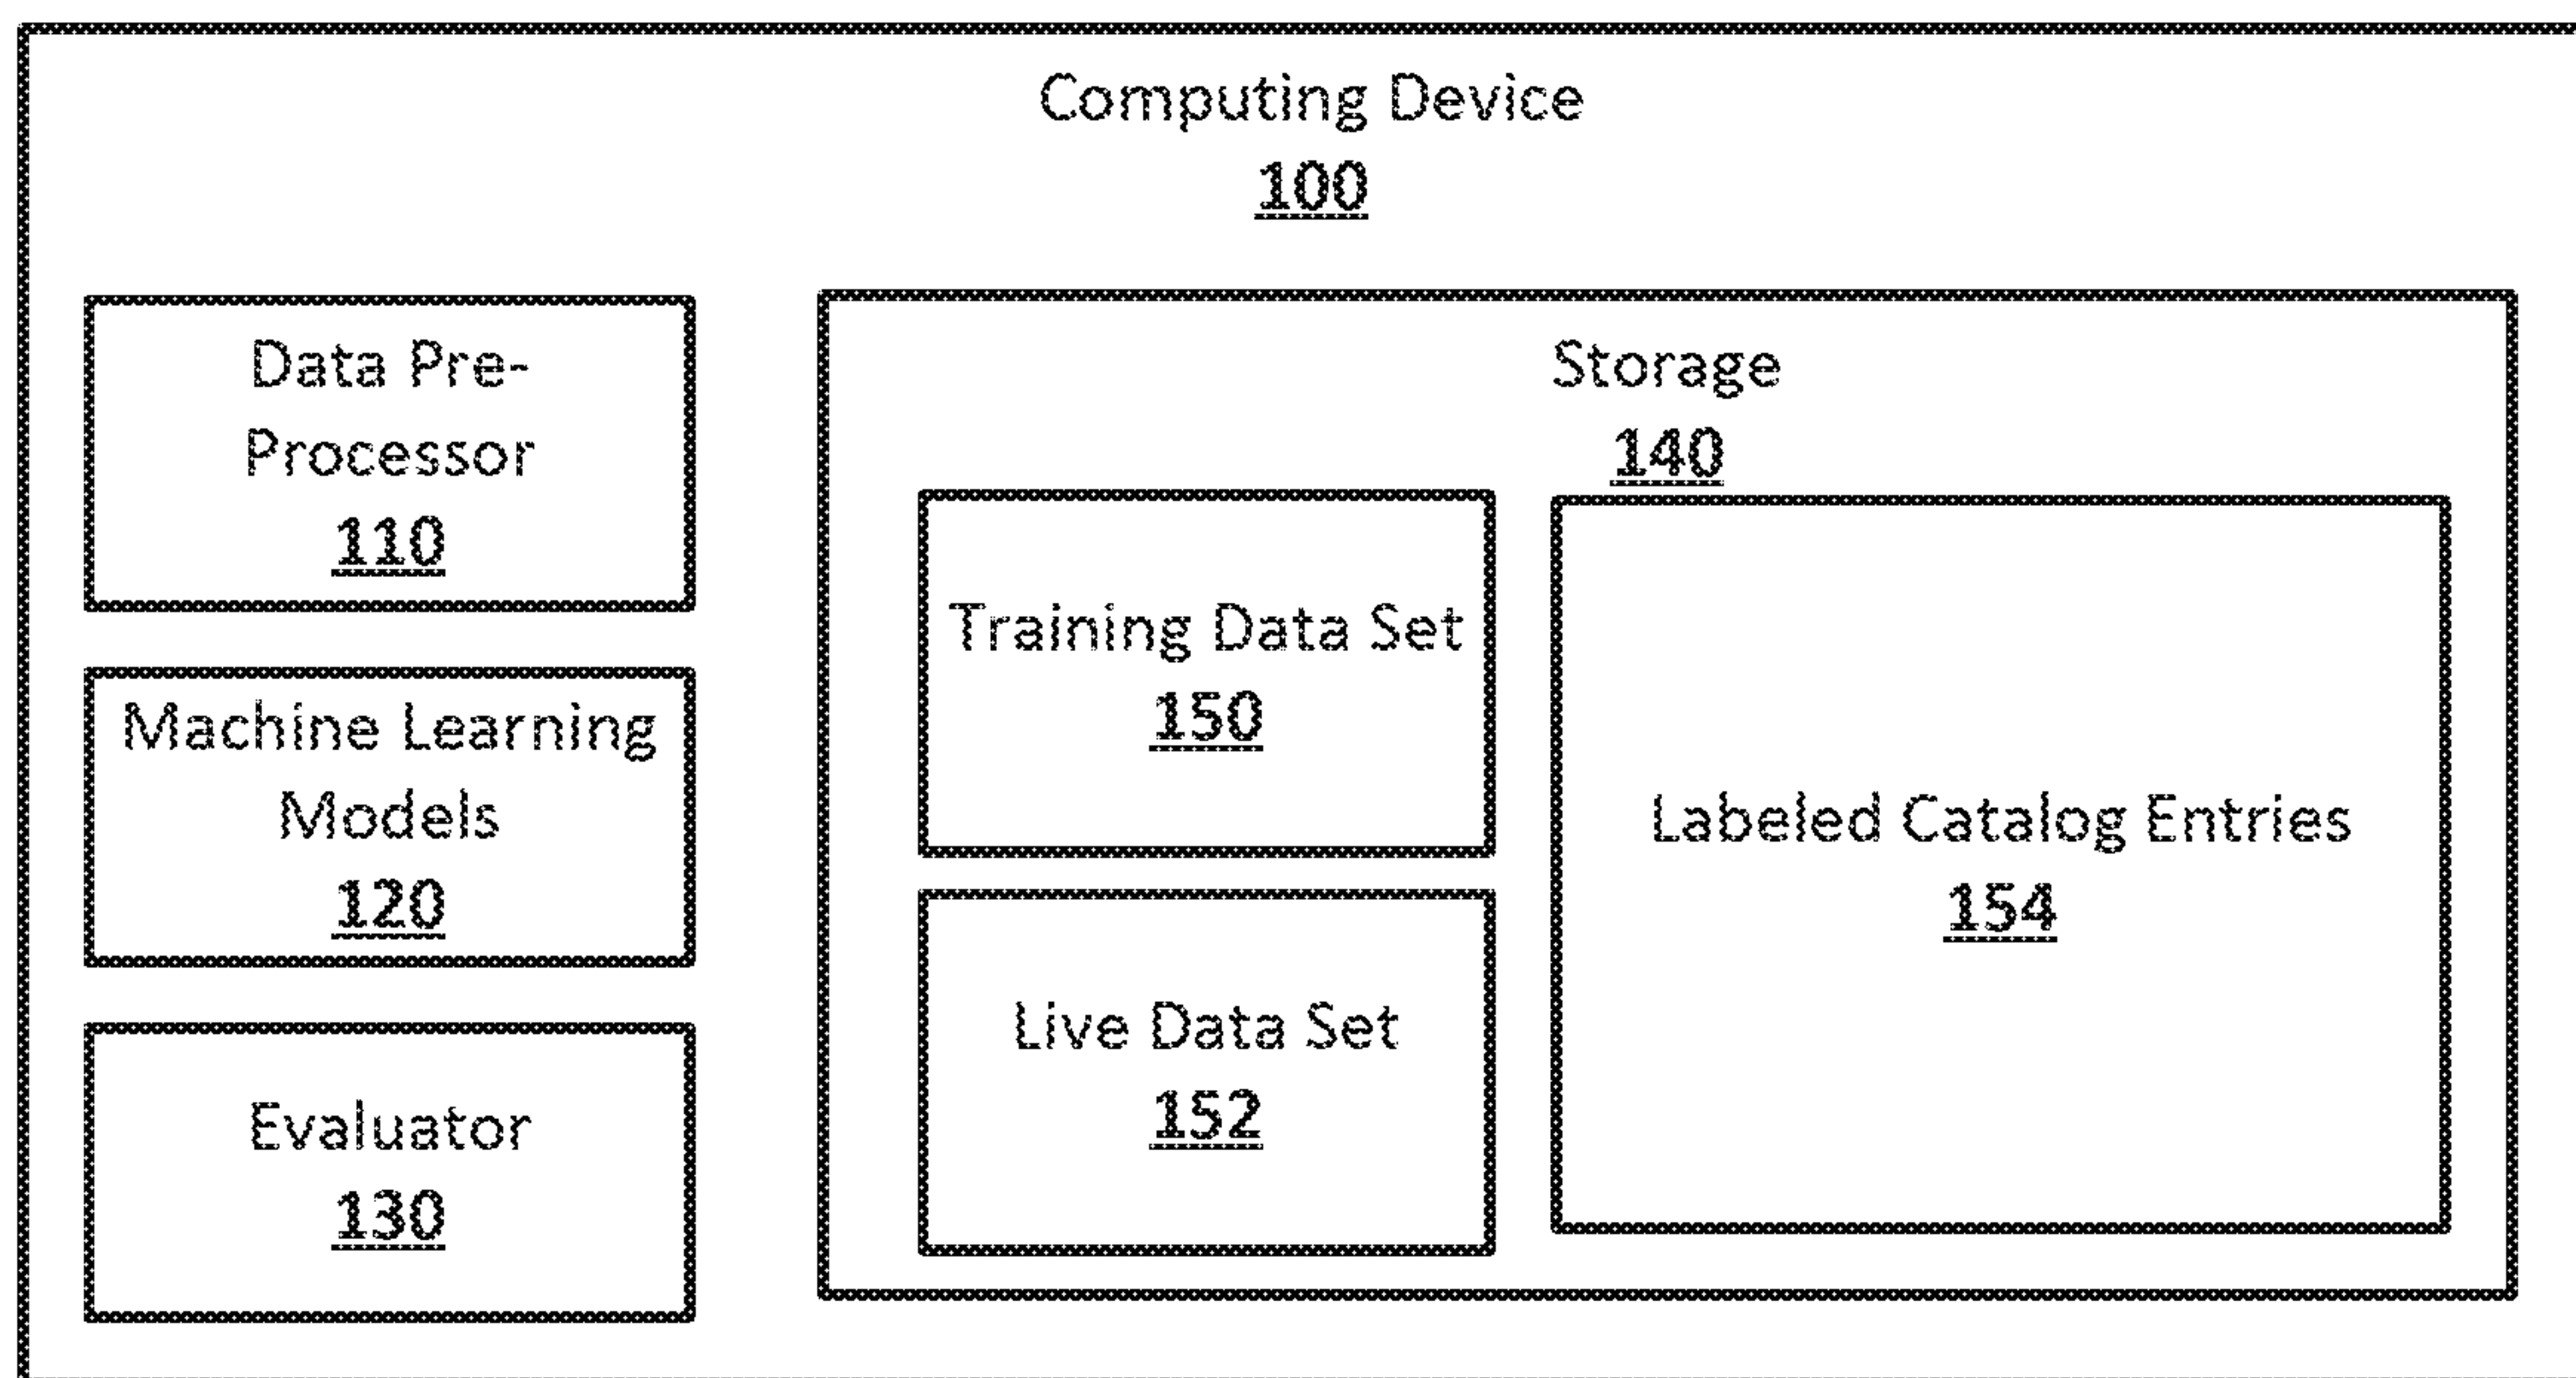 Computing Device
100
Data Pre-
Processor
110
Machine Learning
Models
120
Evaluator
130
Storage
140
Training Data Set
150
Live Data Set
152
Labeled Catalog Entries
154